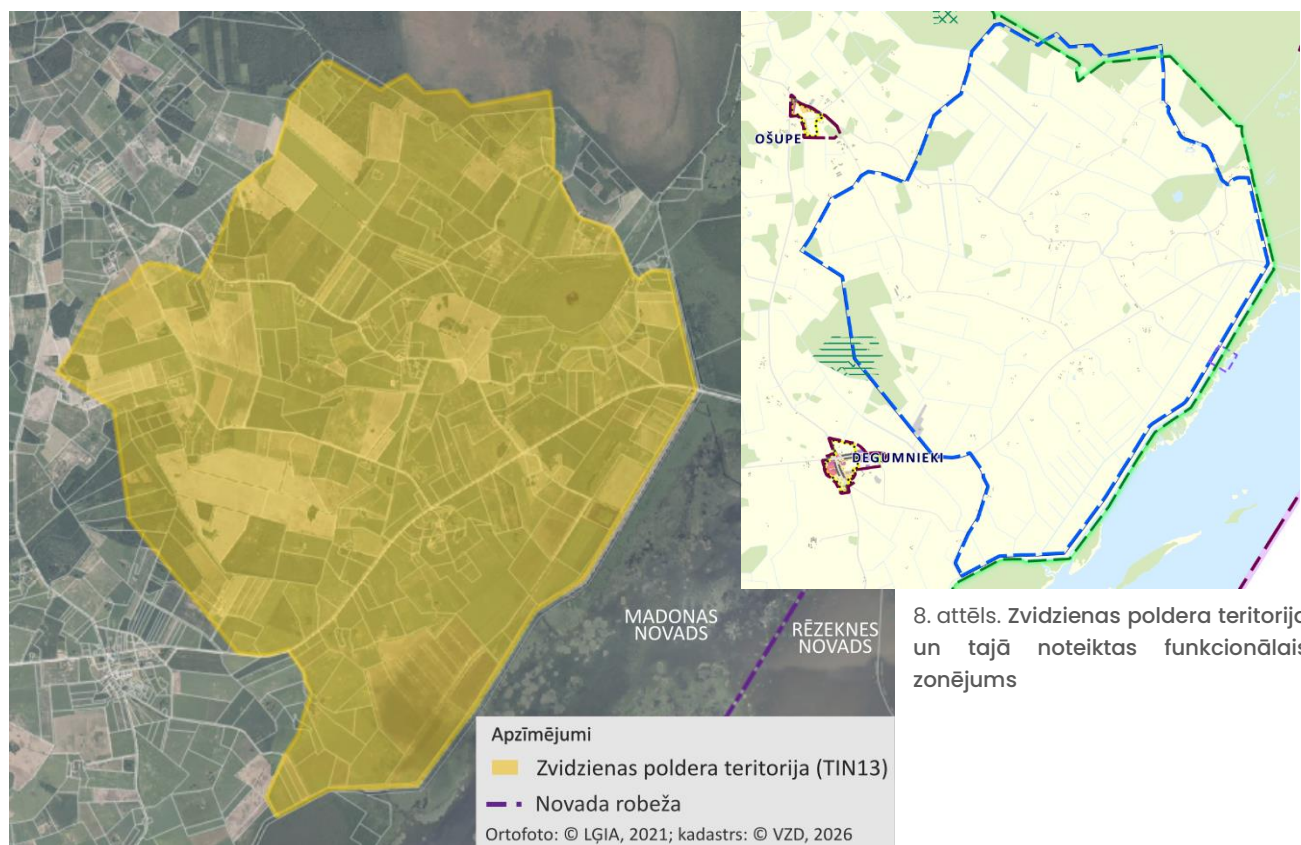 OŠUPE
DEGUMNIEKI
MADONAS
NOVADS
RĒZEKNES
NOVADS
Apzīmējumi
Zvidzienas poldera teritorija (TIN13)
Novada robeža
Ortofoto: © LĢIA, 2021; kadastrs: © VZD, 2026
8. attēls. Zvidzienas poldera teritorija
un tajā noteiktas funkcionālais
zonējums